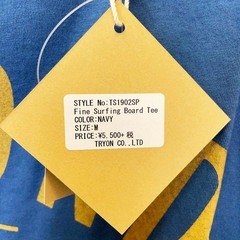 STYLE No:TS1902SP
Fine Surfing Board Tee
COLOR:NAVY
SIZE:M
PRICE:¥5,500+税
TRYON CO.,LTD